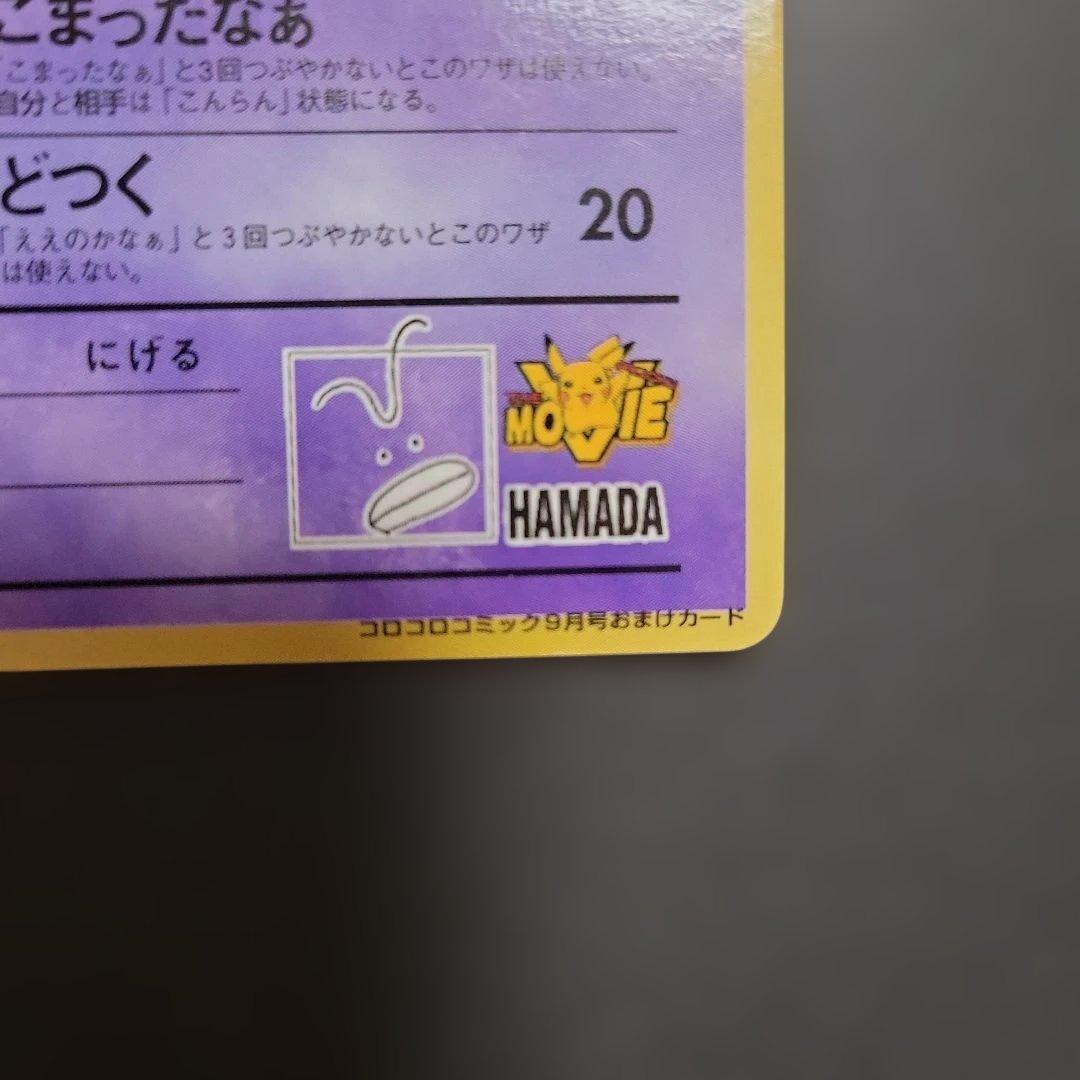 こまったなぁ
「こまったなぁ」と3回つぶやかないとこのワザは使えない。
自分と相手は「こんらん」状態になる。
どつく
20
「ええのかなぁ」と3回つぶやかないとこのワザ
は使えない。
にげる
THE
MOVIE
HAMADA
コロコロコミック9月号おまけカード